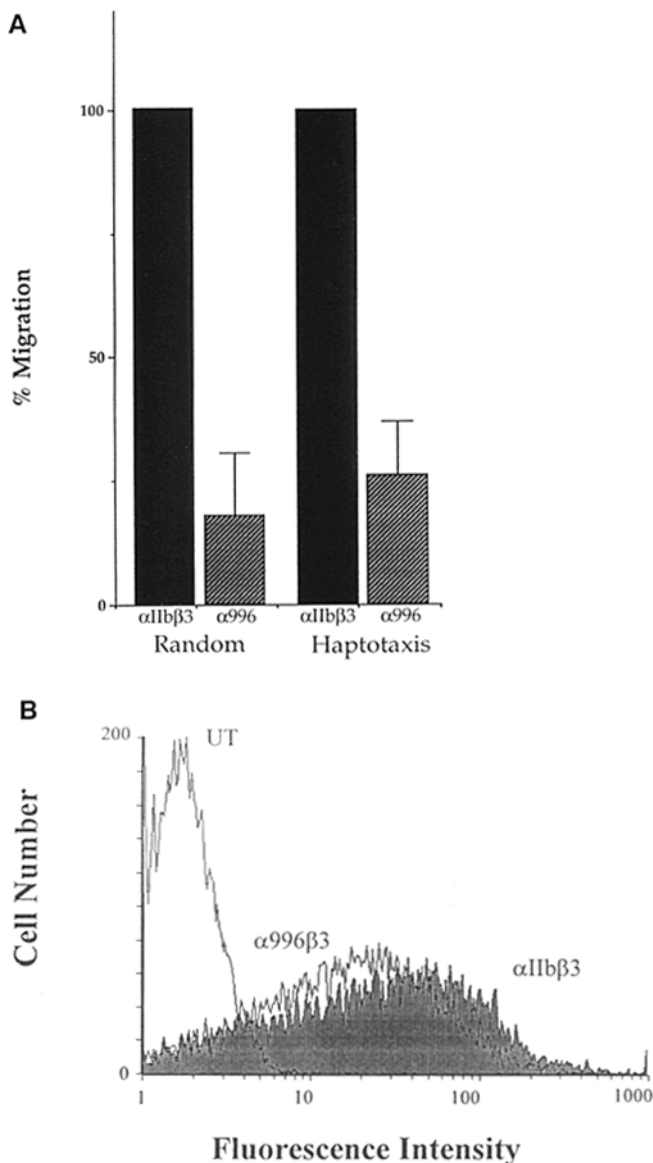 A
100
50
0
% Migration
αIIbβ3 α996 αIIbβ3 α996
Random Haptotaxis
B
200
UT
α996β3
αIIbβ3
Cell Number
0
1 10 100 1000
Fluorescence Intensity